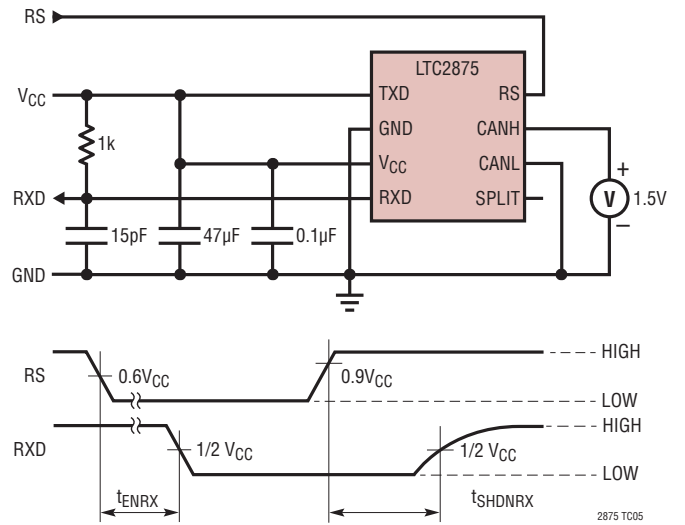 RS
LTC2875
V_CC
TXD
RS
1k
GND
CANH
V_CC
CANL
+
V
1.5V
RXD
RXD
SPLIT
–
15pF
47µF
0.1µF
GND
RS
0.6V_CC
0.9V_CC
HIGH
LOW
RXD
1/2 V_CC
1/2 V_CC
HIGH
LOW
t_ENRX
t_SHDNRX
2875 TC05